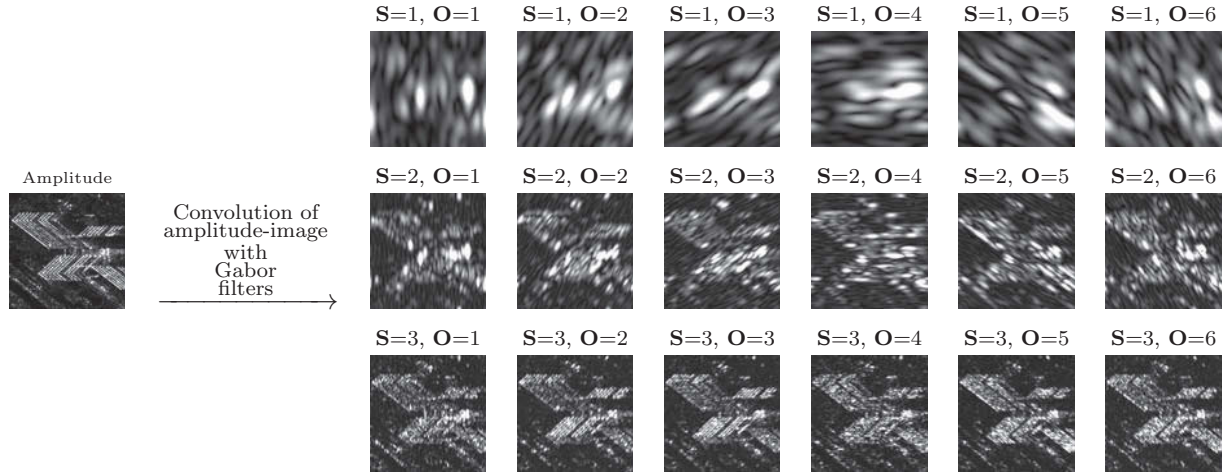 S=1, O=1
S=1, O=2
S=1, O=3
S=1, O=4
S=1, O=5
S=1, O=6
Amplitude
Convolution of
amplitude-image
with
Gabor
filters
S=2, O=1
S=2, O=2
S=2, O=3
S=2, O=4
S=2, O=5
S=2, O=6
S=3, O=1
S=3, O=2
S=3, O=3
S=3, O=4
S=3, O=5
S=3, O=6